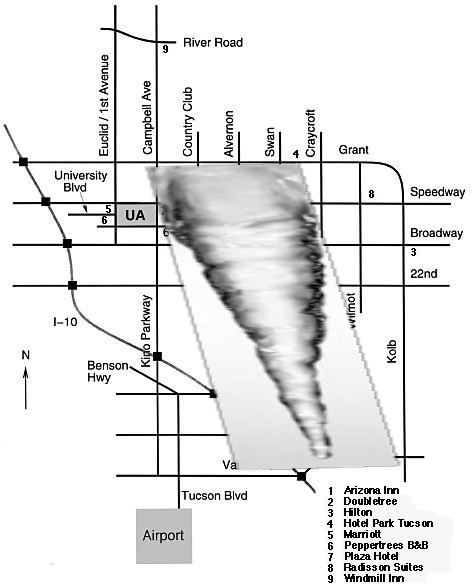 River Road
9
Euclid / 1st Avenue
Campbell Ave
Country Club
Alvernon
Swan
Craycroft
4
Grant
University
Blvd
5
6
UA
8
Speedway
Broadway
6
3
22nd
Wilmot
I-10
Kino Parkway
Kolb
N
Benson
Hwy
Va
Tucson Blvd
Airport
1 Arizona Inn
2 Doubletree
3 Hilton
4 Hotel Park Tucson
5 Marriott
6 Peppertrees B&B
7 Plaza Hotel
8 Radisson Suites
9 Windmill Inn